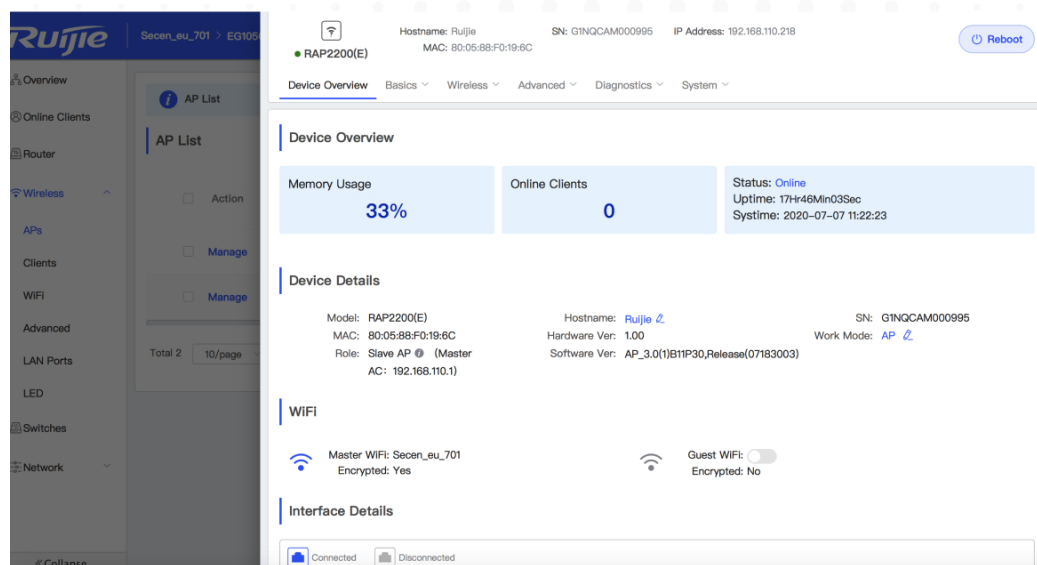 Ruijie
Secen_eu_701 > EG105
Hostname: Ruijie
SN: G1NQCAM000995
IP Address: 192.168.110.218
RAP2200(E)
MAC: 80:05:88:F0:19:6C
Reboot
Device Overview
Basics
Wireless
Advanced
Diagnostics
System
Overview
Online Clients
Router
Wireless
APs
Clients
WiFi
Advanced
LAN Ports
LED
Switches
Network
Collapse
AP List
AP List
Action
Manage
Manage
Total 2
10/page
Device Overview
Memory Usage
33%
Online Clients
0
Status: Online
Uptime: 17Hr46Min03Sec
Systime: 2020-07-07 11:22:23
Device Details
Model: RAP2200(E)
Hostname: Ruijie
SN: G1NQCAM000995
MAC: 80:05:88:F0:19:6C
Hardware Ver: 1.00
Work Mode: AP
Role: Slave AP (Master
AC: 192.168.110.1)
Software Ver: AP_3.0(1)B11P30,Release(07183003)
WiFi
Master WiFi: Secen_eu_701
Encrypted: Yes
Guest WiFi:
Encrypted: No
Interface Details
Connected
Disconnected